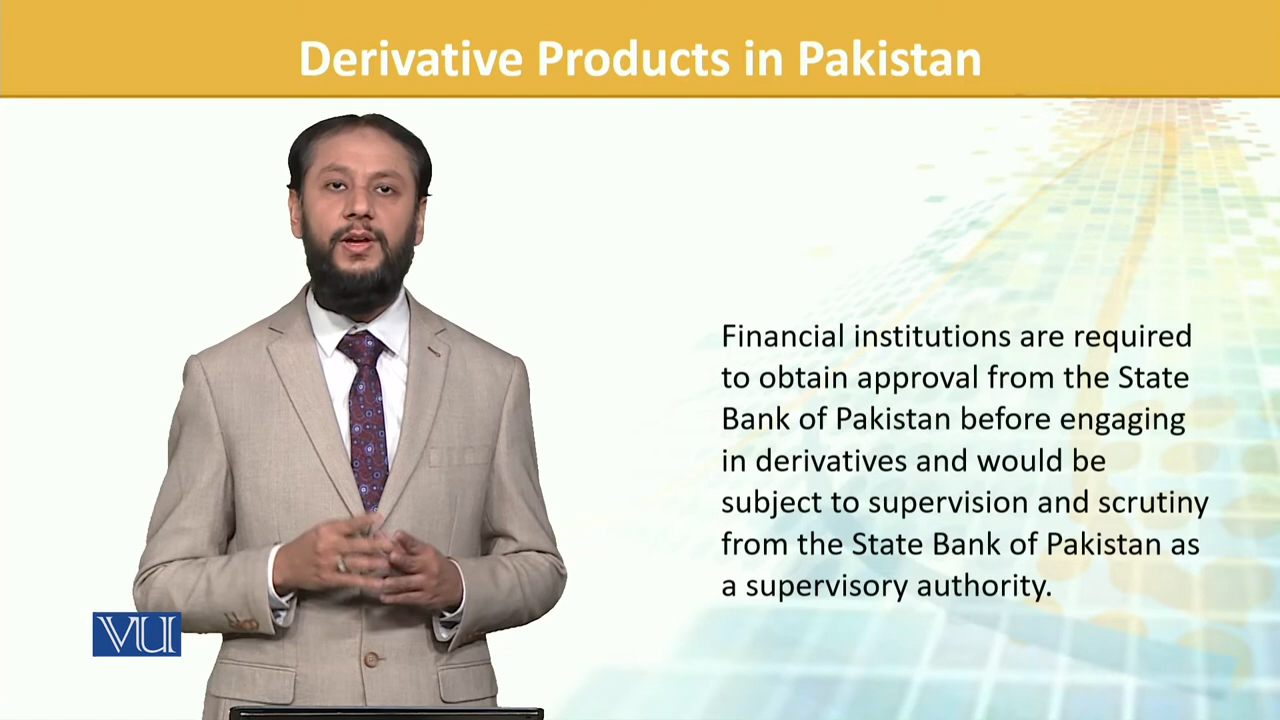 Derivative Products in Pakistan
Financial institutions are required
to obtain approval from the State
Bank of Pakistan before engaging
in derivatives and would be
subject to supervision and scrutiny
from the State Bank of Pakistan as
a supervisory authority.
VU